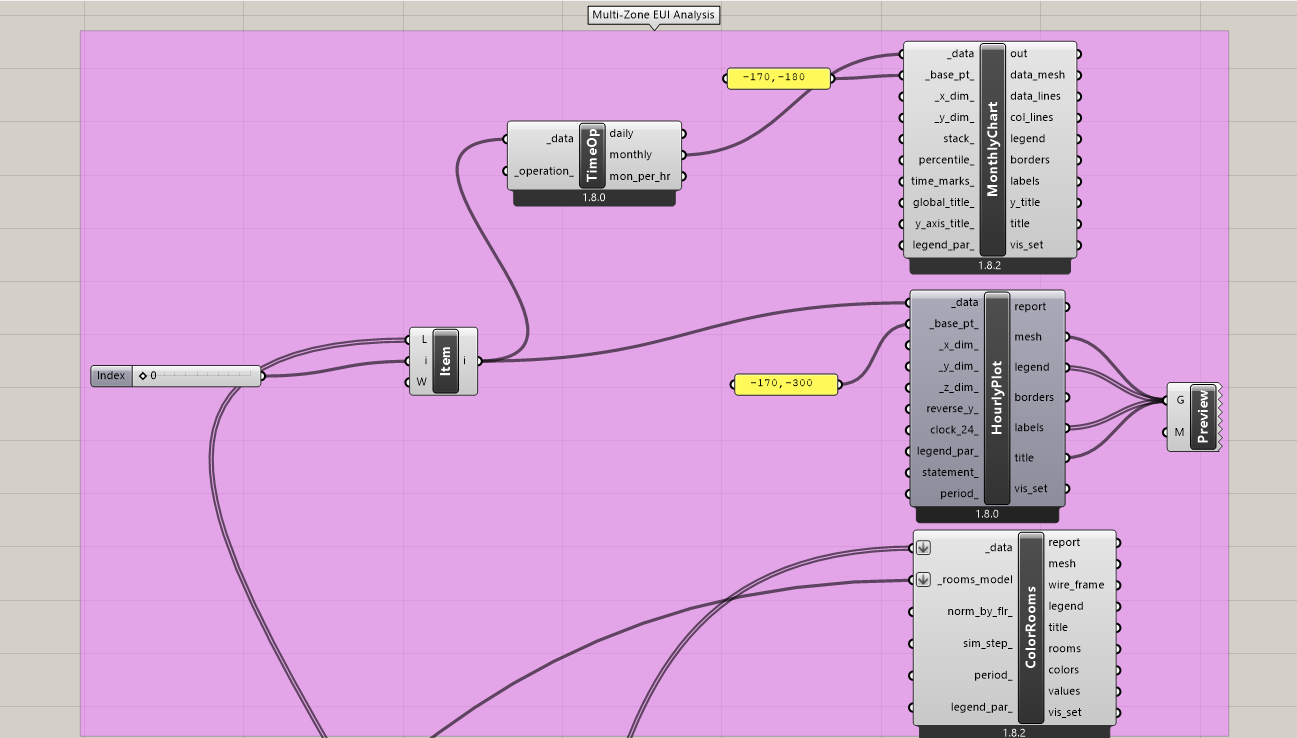 Multi-Zone EUI Analysis
-170,-180
_data
_base_pt_
_x_dim_
_y_dim_
stack_
percentile_
time_marks_
global_title_
y_axis_title_
legend_par_
MonthlyChart
out
data_mesh
data_lines
col_lines
legend
borders
labels
y_title
title
vis_set
1.8.2
_data
_operation_
TimeOp
daily
monthly
mon_per_hr
1.8.0
Index
0
L
i
W
Item
i
-170,-300
_data
_base_pt_
_x_dim_
_y_dim_
_z_dim_
reverse_y_
clock_24_
legend_par_
statement_
period_
HourlyPlot
report
mesh
legend
borders
labels
title
vis_set
1.8.0
G
M
Preview
_data
_rooms_model
norm_by_flr_
sim_step_
period_
legend_par_
ColorRooms
report
mesh
wire_frame
legend
title
rooms
colors
values
vis_set
1.8.2